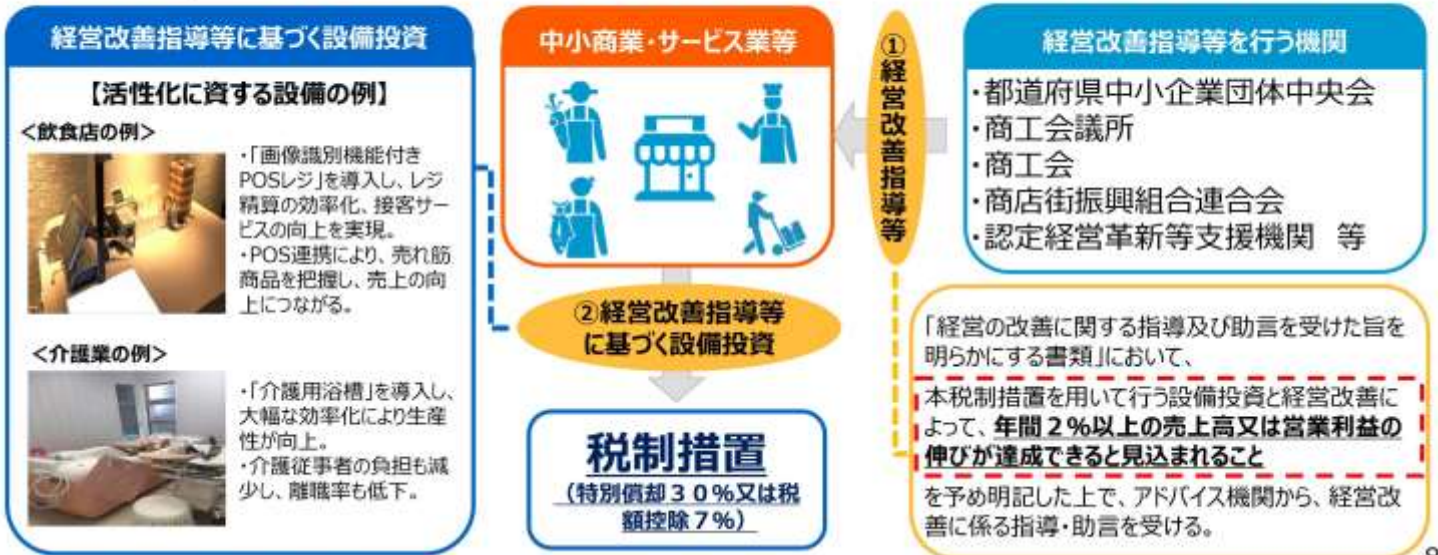 経営改善指導等に基づく設備投資
【活性化に資する設備の例】
<飲食店の例>
・「画像識別機能付き
POSレジ」を導入し、レジ
精算の効率化、接客サー
ビスの向上を実現。
・POS連携により、売れ筋
商品を把握し、売上の向
上につながる。
<介護業の例>
・「介護用浴槽」を導入し、
大幅な効率化により生産
性が向上。
・介護従事者の負担も減
少し、離職率も低下。
中小商業・サービス業等
②経営改善指導等
に基づく設備投資
税制措置
（特別償却３０％又は税
額控除７％）
①経営改善指導等
経営改善指導等を行う機関
・都道府県中小企業団体中央会
・商工会議所
・商工会
・商店街振興組合連合会
・認定経営革新等支援機関 等
「経営の改善に関する指導及び助言を受けた旨を
明らかにする書類」において、
本税制措置を用いて行う設備投資と経営改善に
よって、年間２％以上の売上高又は営業利益の
伸びが達成できると見込まれること
を予め明記した上で、アドバイス機関から、経営改
善に係る指導・助言を受ける。